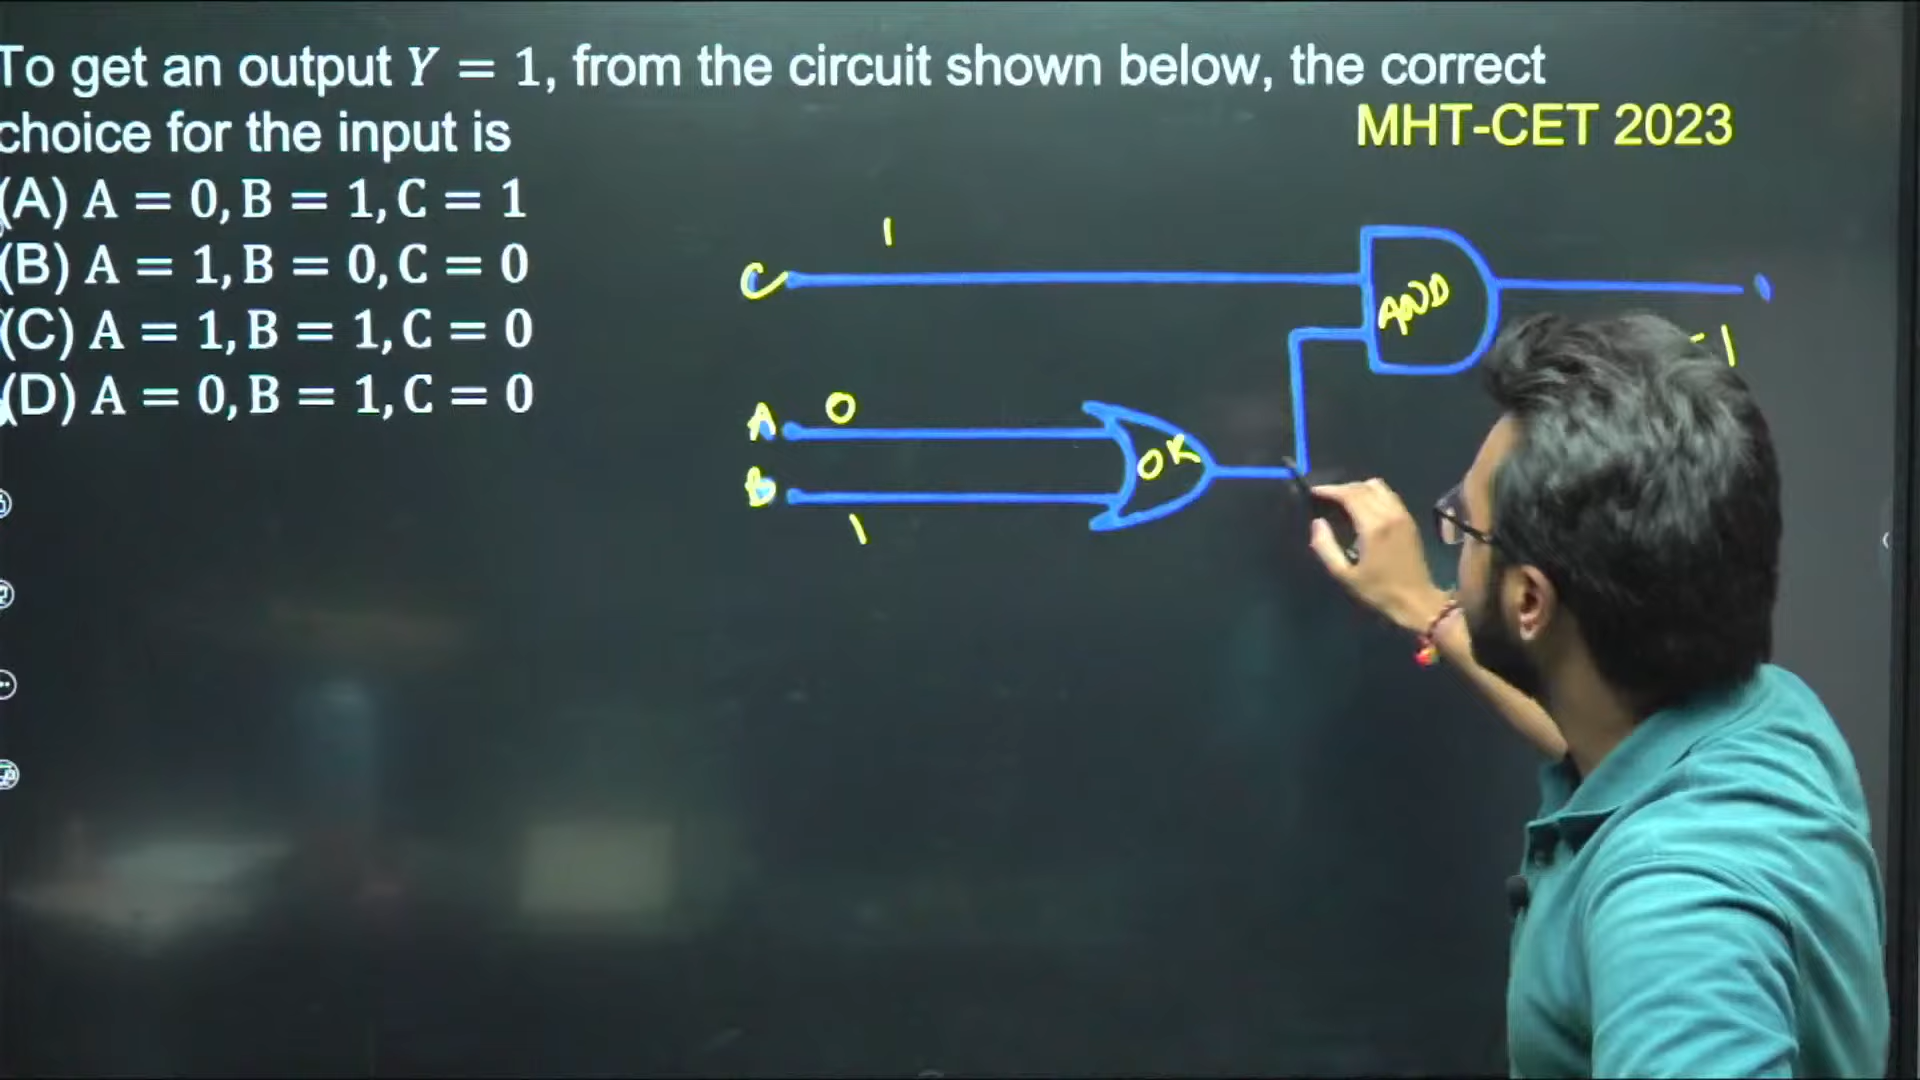 To get an output Y = 1, from the circuit shown below, the correct
choice for the input is
MHT-CET 2023
(A) A = 0, B = 1, C = 1
(B) A = 1, B = 0, C = 0
(C) A = 1, B = 1, C = 0
(D) A = 0, B = 1, C = 0
1
C
AND
1
A 0
OR
B
1